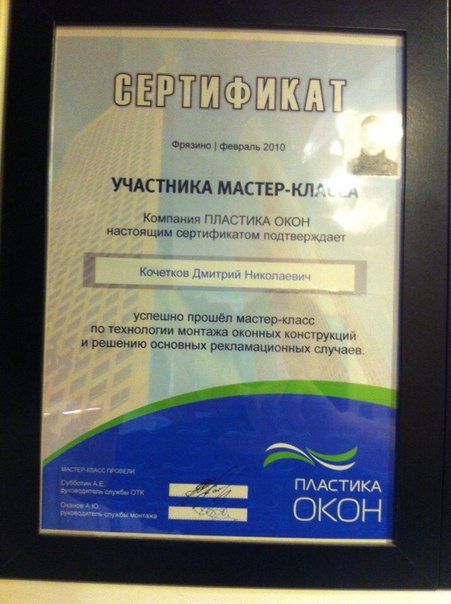 СЕРТИФИКАТ
Фрязино | февраль 2010
УЧАСТНИКА МАСТЕР-КЛАССА
Компания ПЛАСТИКА ОКОН
настоящим сертификатом подтверждает
Кочетков Дмитрий Николаевич
успешно прошёл мастер-класс
по технологии монтажа оконных конструкций
и решению основных рекламационных случаев.
МАСТЕР-КЛАСС ПРОВЕЛИ
Субботин А.Е.
руководитель службы ОТК
А.Ю.
руководитель службы монтажа
ПЛАСТИКА
ОКОН